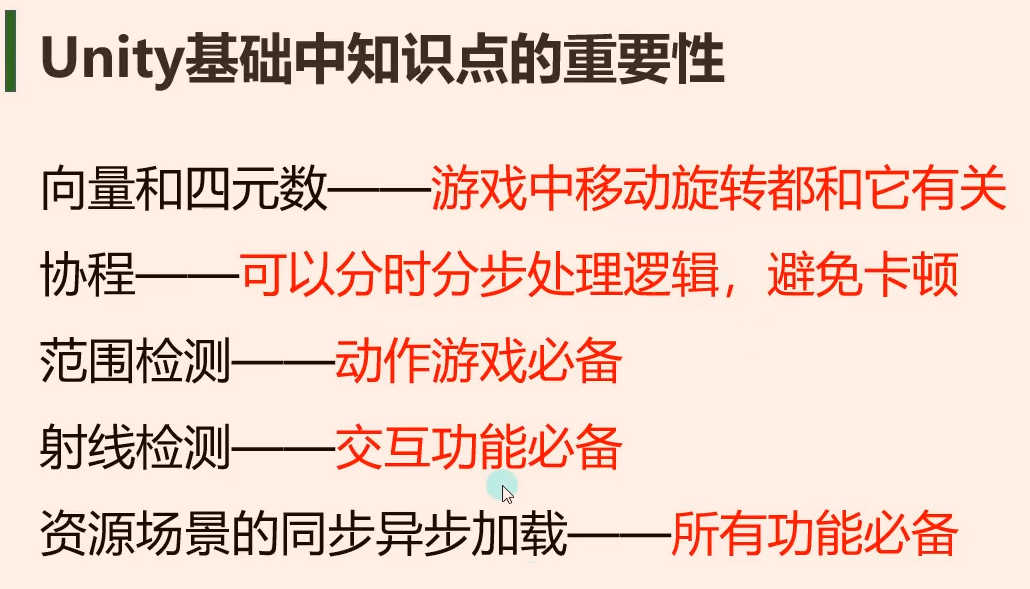 Unity基础中知识点的重要性
向量和四元数——游戏中移动旋转都和它有关
协程——可以分时分步处理逻辑，避免卡顿
范围检测——动作游戏必备
射线检测——交互功能必备
资源场景的同步异步加载——所有功能必备